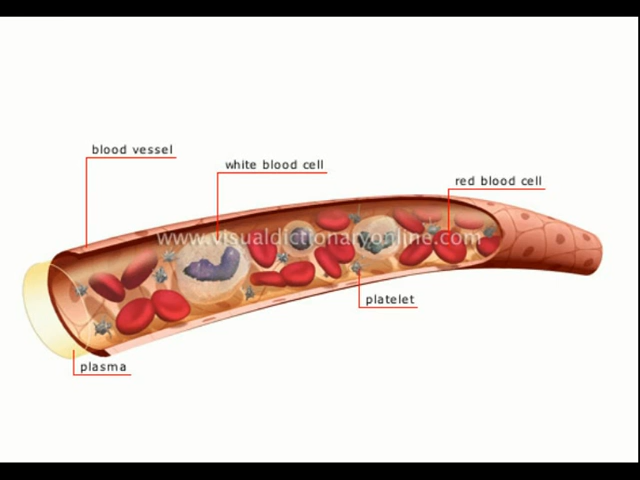 blood vessel
white blood cell
red blood cell
www.visualdictionaryonline.com
platelet
plasma